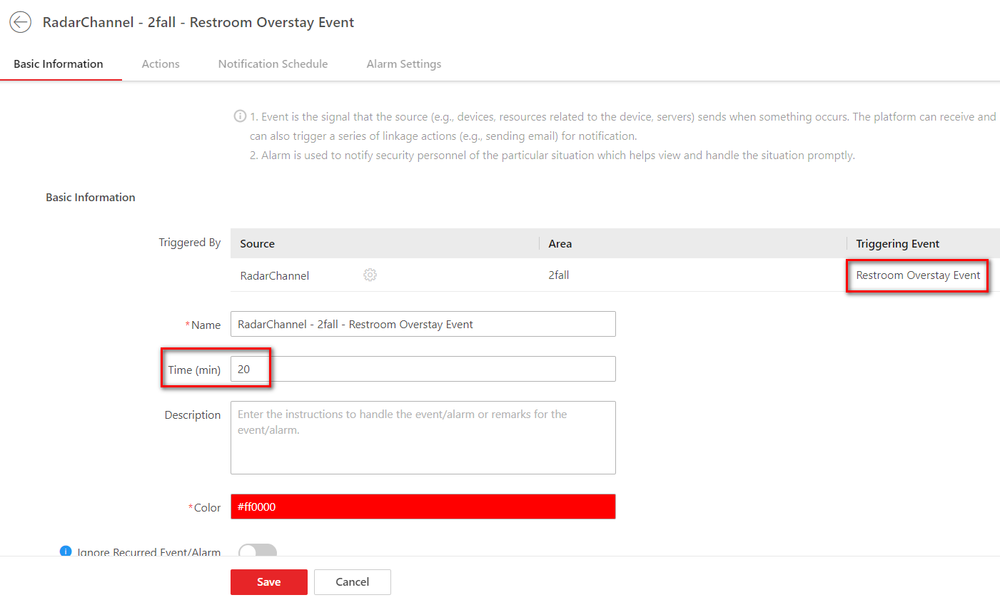 RadarChannel - 2fall - Restroom Overstay Event
Basic Information
Actions
Notification Schedule
Alarm Settings
1. Event is the signal that the source (e.g., devices, resources related to the device, servers) sends when something occurs. The platform can receive and
can also trigger a series of linkage actions (e.g., sending email) for notification.
2. Alarm is used to notify security personnel of the particular situation which helps view and handle the situation promptly.
Basic Information
Triggered By
Source
Area
Triggering Event
RadarChannel
2fall
Restroom Overstay Event
*Name
RadarChannel - 2fall - Restroom Overstay Event
Time (min)
20
Description
Enter the instructions to handle the event/alarm or remarks for the
event/alarm.
*Color
#ff0000
Ignore Recurred Event/Alarm
Save
Cancel